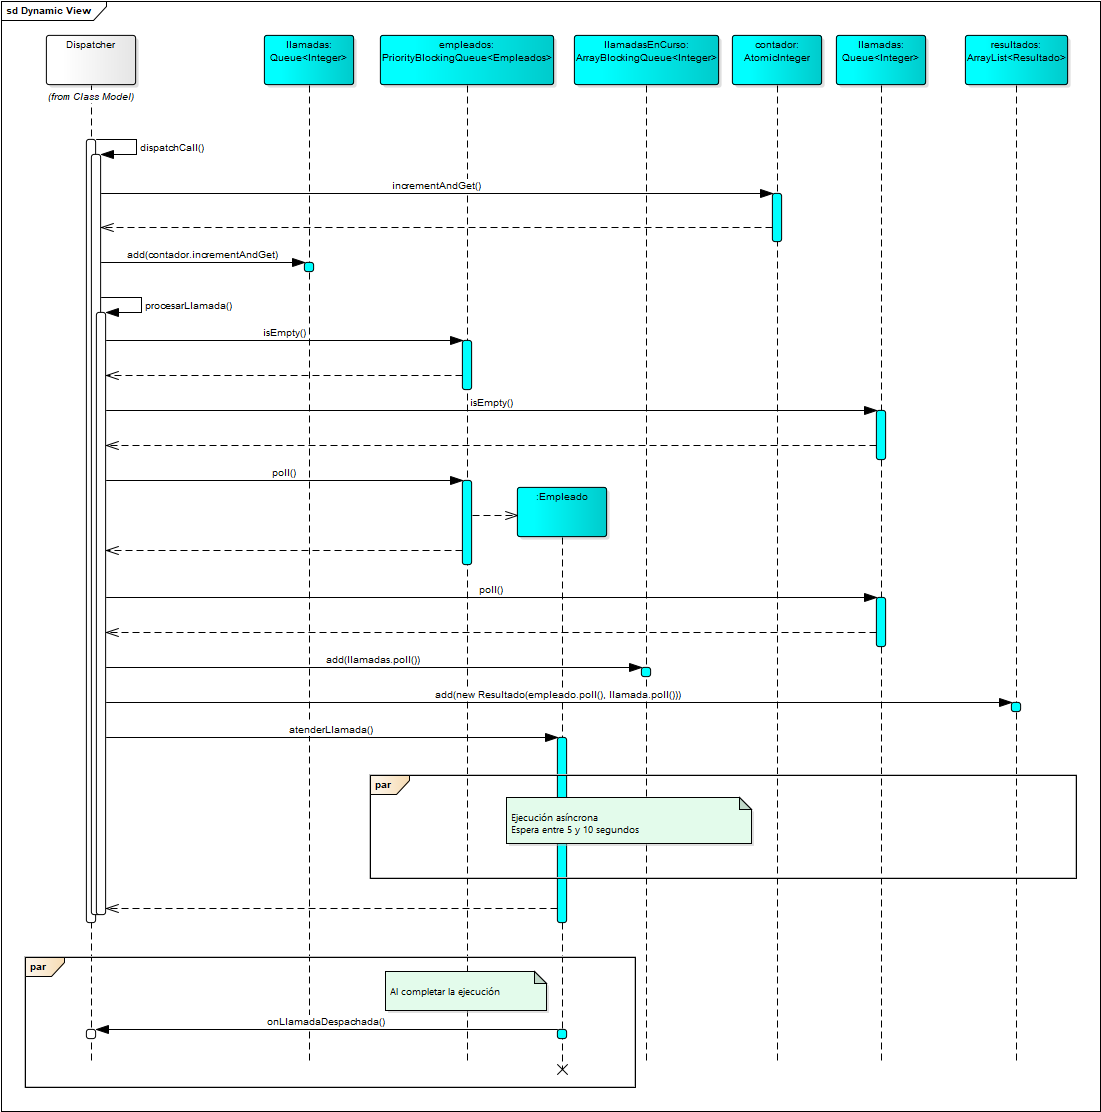 sd Dynamic View
Dispatcher
(from Class Model)
llamadas:
Queue<Integer>
empleados:
PriorityBlockingQueue<Empleados>
llamadasEnCurso:
ArrayBlockingQueue<Integer>
contador:
AtomicInteger
llamadas:
Queue<Integer>
resultados:
ArrayList<Resultado>
dispatchCall()
incrementAndGet()
add(contador.incrementAndGet)
procesarLlamada()
isEmpty()
isEmpty()
poll()
:Empleado
poll()
add(llamadas.poll())
add(new Resultado(empleado.poll(), llamada.poll()))
atenderLlamada()
par
Ejecución asíncrona
Espera entre 5 y 10 segundos
par
Al completar la ejecución
onLlamadaDespachada()